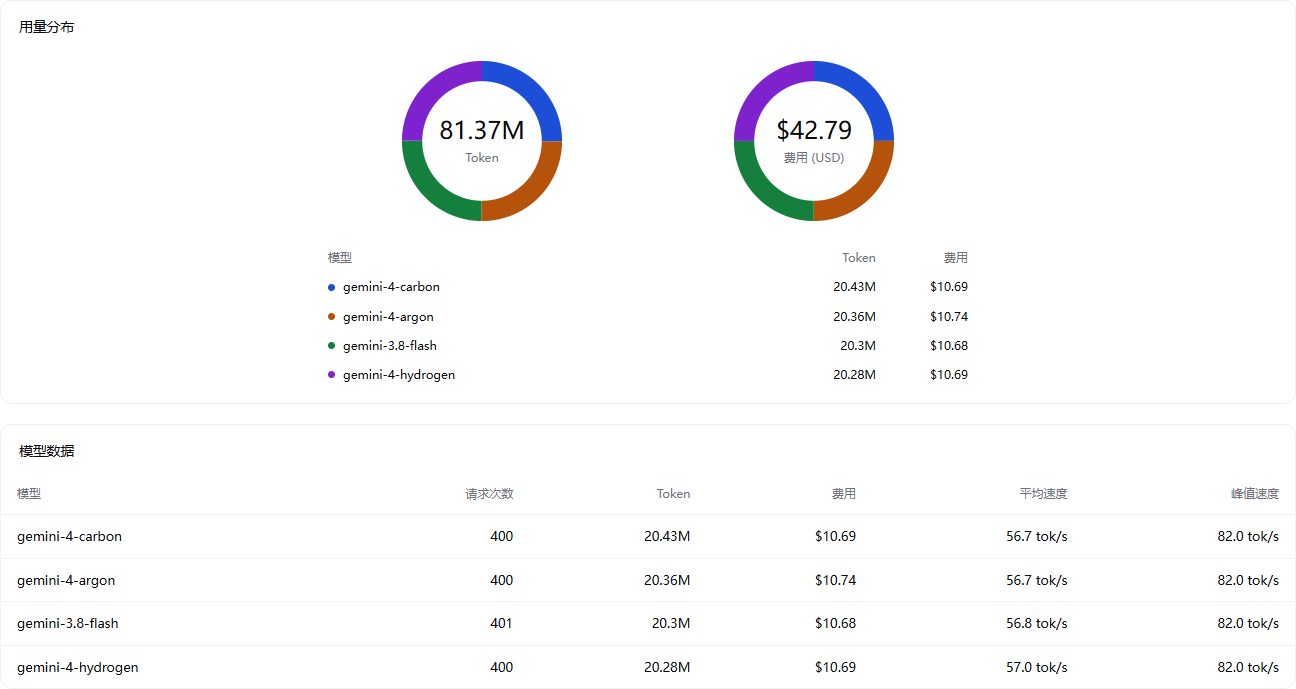 用量分布
81.37M
Token
$42.79
费用 (USD)
模型 Token 费用
gemini-4-carbon 20.43M $10.69
gemini-4-argon 20.36M $10.74
gemini-3.8-flash 20.3M $10.68
gemini-4-hydrogen 20.28M $10.69
模型数据
模型 请求次数 Token 费用 平均速度 峰值速度
gemini-4-carbon 400 20.43M $10.69 56.7 tok/s 82.0 tok/s
gemini-4-argon 400 20.36M $10.74 56.7 tok/s 82.0 tok/s
gemini-3.8-flash 401 20.3M $10.68 56.8 tok/s 82.0 tok/s
gemini-4-hydrogen 400 20.28M $10.69 57.0 tok/s 82.0 tok/s